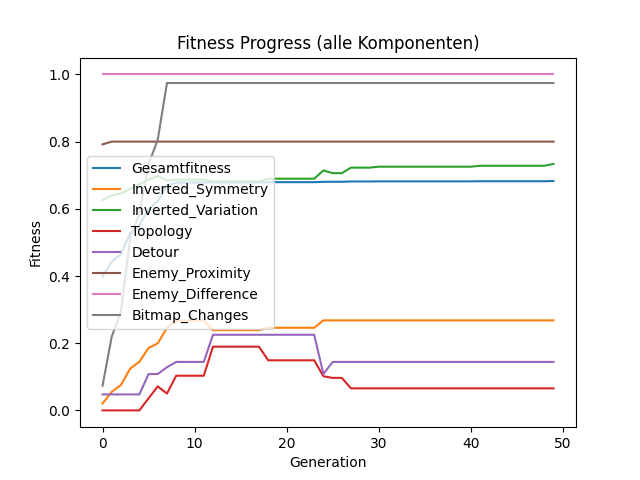 Fitness Progress (alle Komponenten)
1.0
0.8
0.6
0.4
0.2
0.0
Fitness
Gesamtfitness
Inverted_Symmetry
Inverted_Variation
Topology
Detour
Enemy_Proximity
Enemy_Difference
Bitmap_Changes
0 10 20 30 40 50
Generation